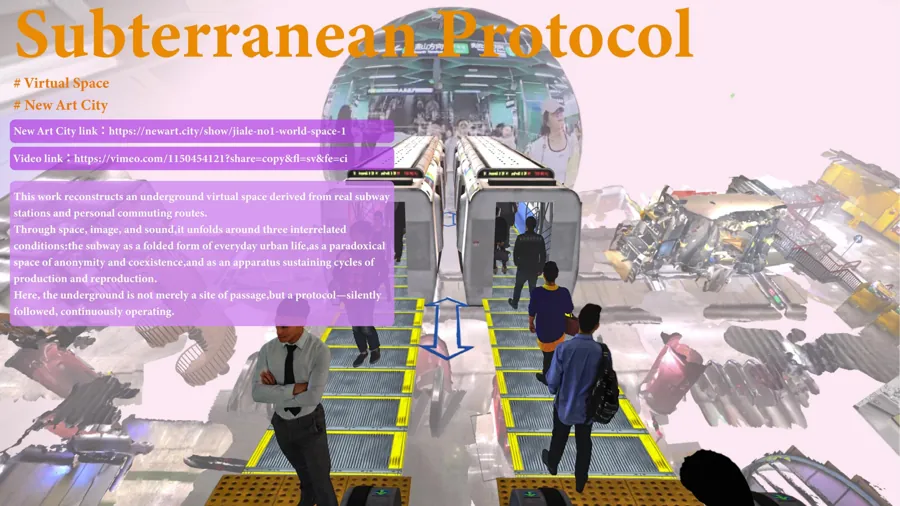 Subterranean Protocol
# Virtual Space
# New Art City
New Art City link：https://newart.city/show/jiale-no1-world-space-1
Video link：https://vimeo.com/1150454121?share=copy&fl=sv&fe=ci
This work reconstructs an underground virtual space derived from real subway
stations and personal commuting routes.
Through space, image, and sound,it unfolds around three interrelated
conditions:the subway as a folded form of everyday urban life,as a paradoxical
space of anonymity and coexistence,and as an apparatus sustaining cycles of
production and reproduction.
Here, the underground is not merely a site of passage,but a protocol—silently
followed, continuously operating.